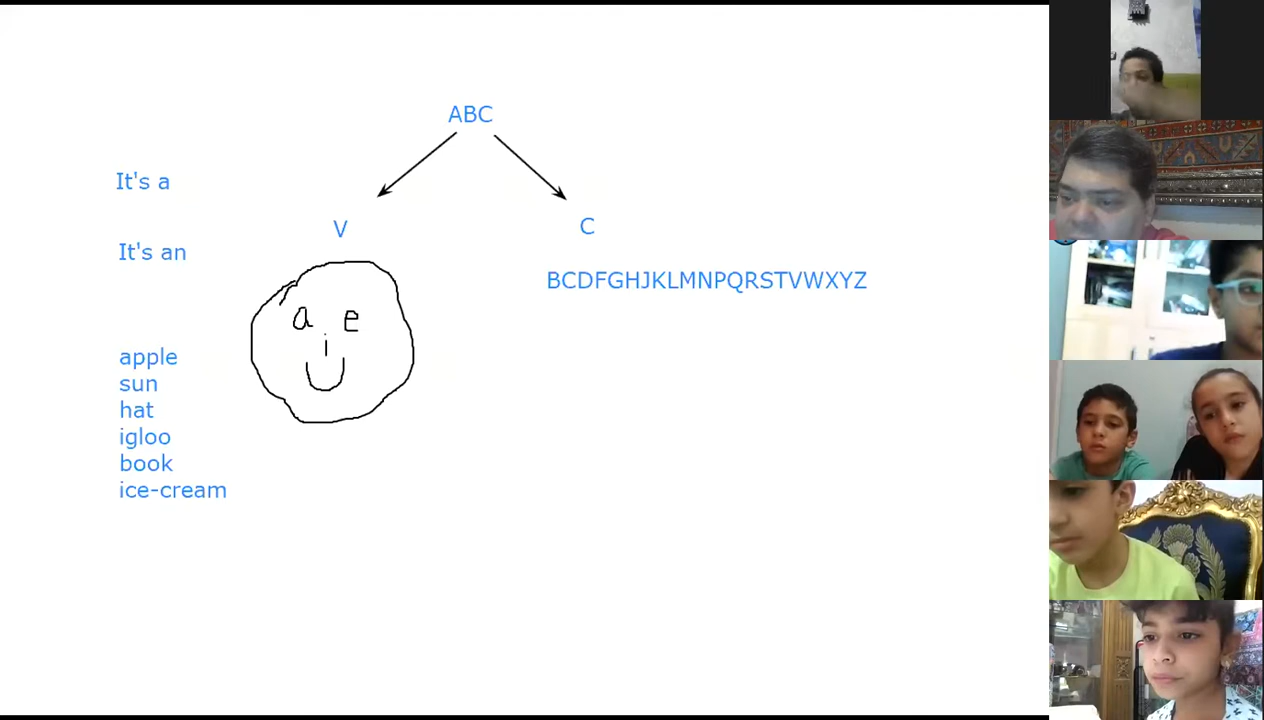 ABC
It's a
V
C
It's an
BCDFGHJKLMNPQRSTVWXYZ
a e
i
U
apple
sun
hat
igloo
book
ice-cream